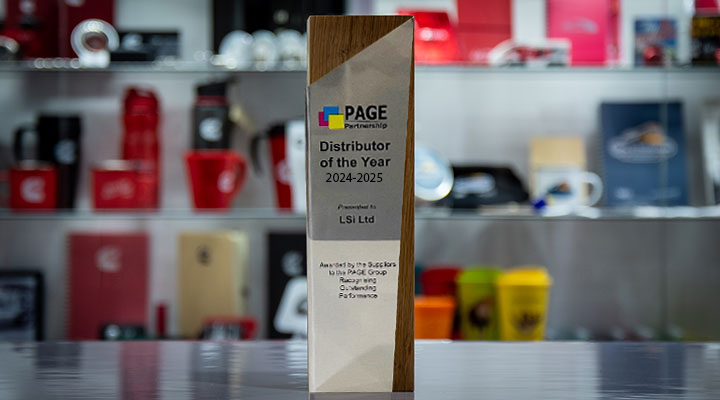 PAGE
Partnership
Distributor
of the Year
2024-2025
Presented to
LSi Ltd
Awarded by the Suppliers
to the PAGE Group
Recognising
Outstanding
Performance